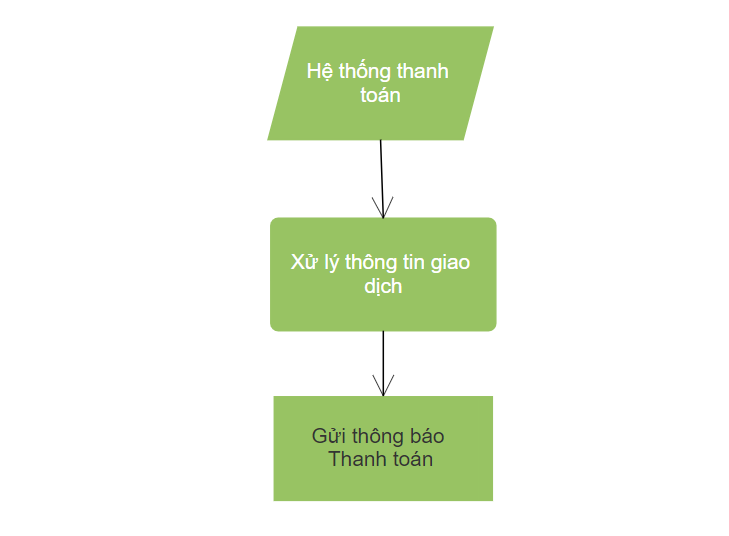 Hệ thống thanh
toán
Xử lý thông tin giao
dịch
Gửi thông báo
Thanh toán